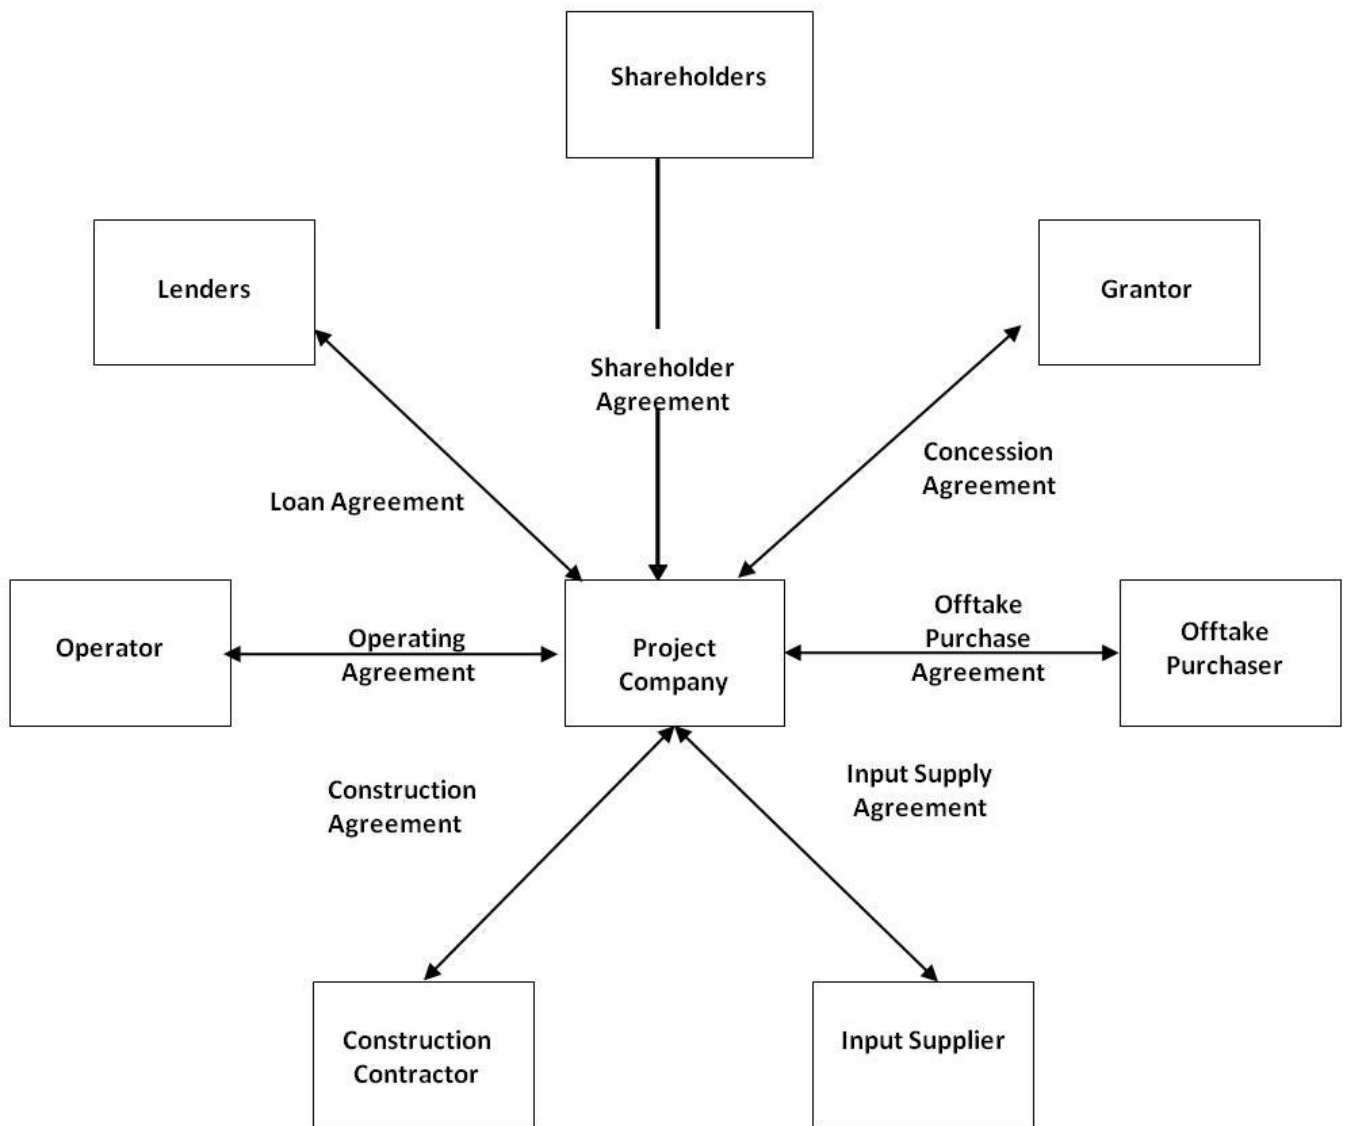 Shareholders
Lenders
Grantor
Shareholder
Agreement
Concession
Agreement
Loan Agreement
Operator
Operating
Agreement
Project
Company
Offtake
Purchase
Agreement
Offtake
Purchaser
Construction
Agreement
Input Supply
Agreement
Construction
Contractor
Input Supplier